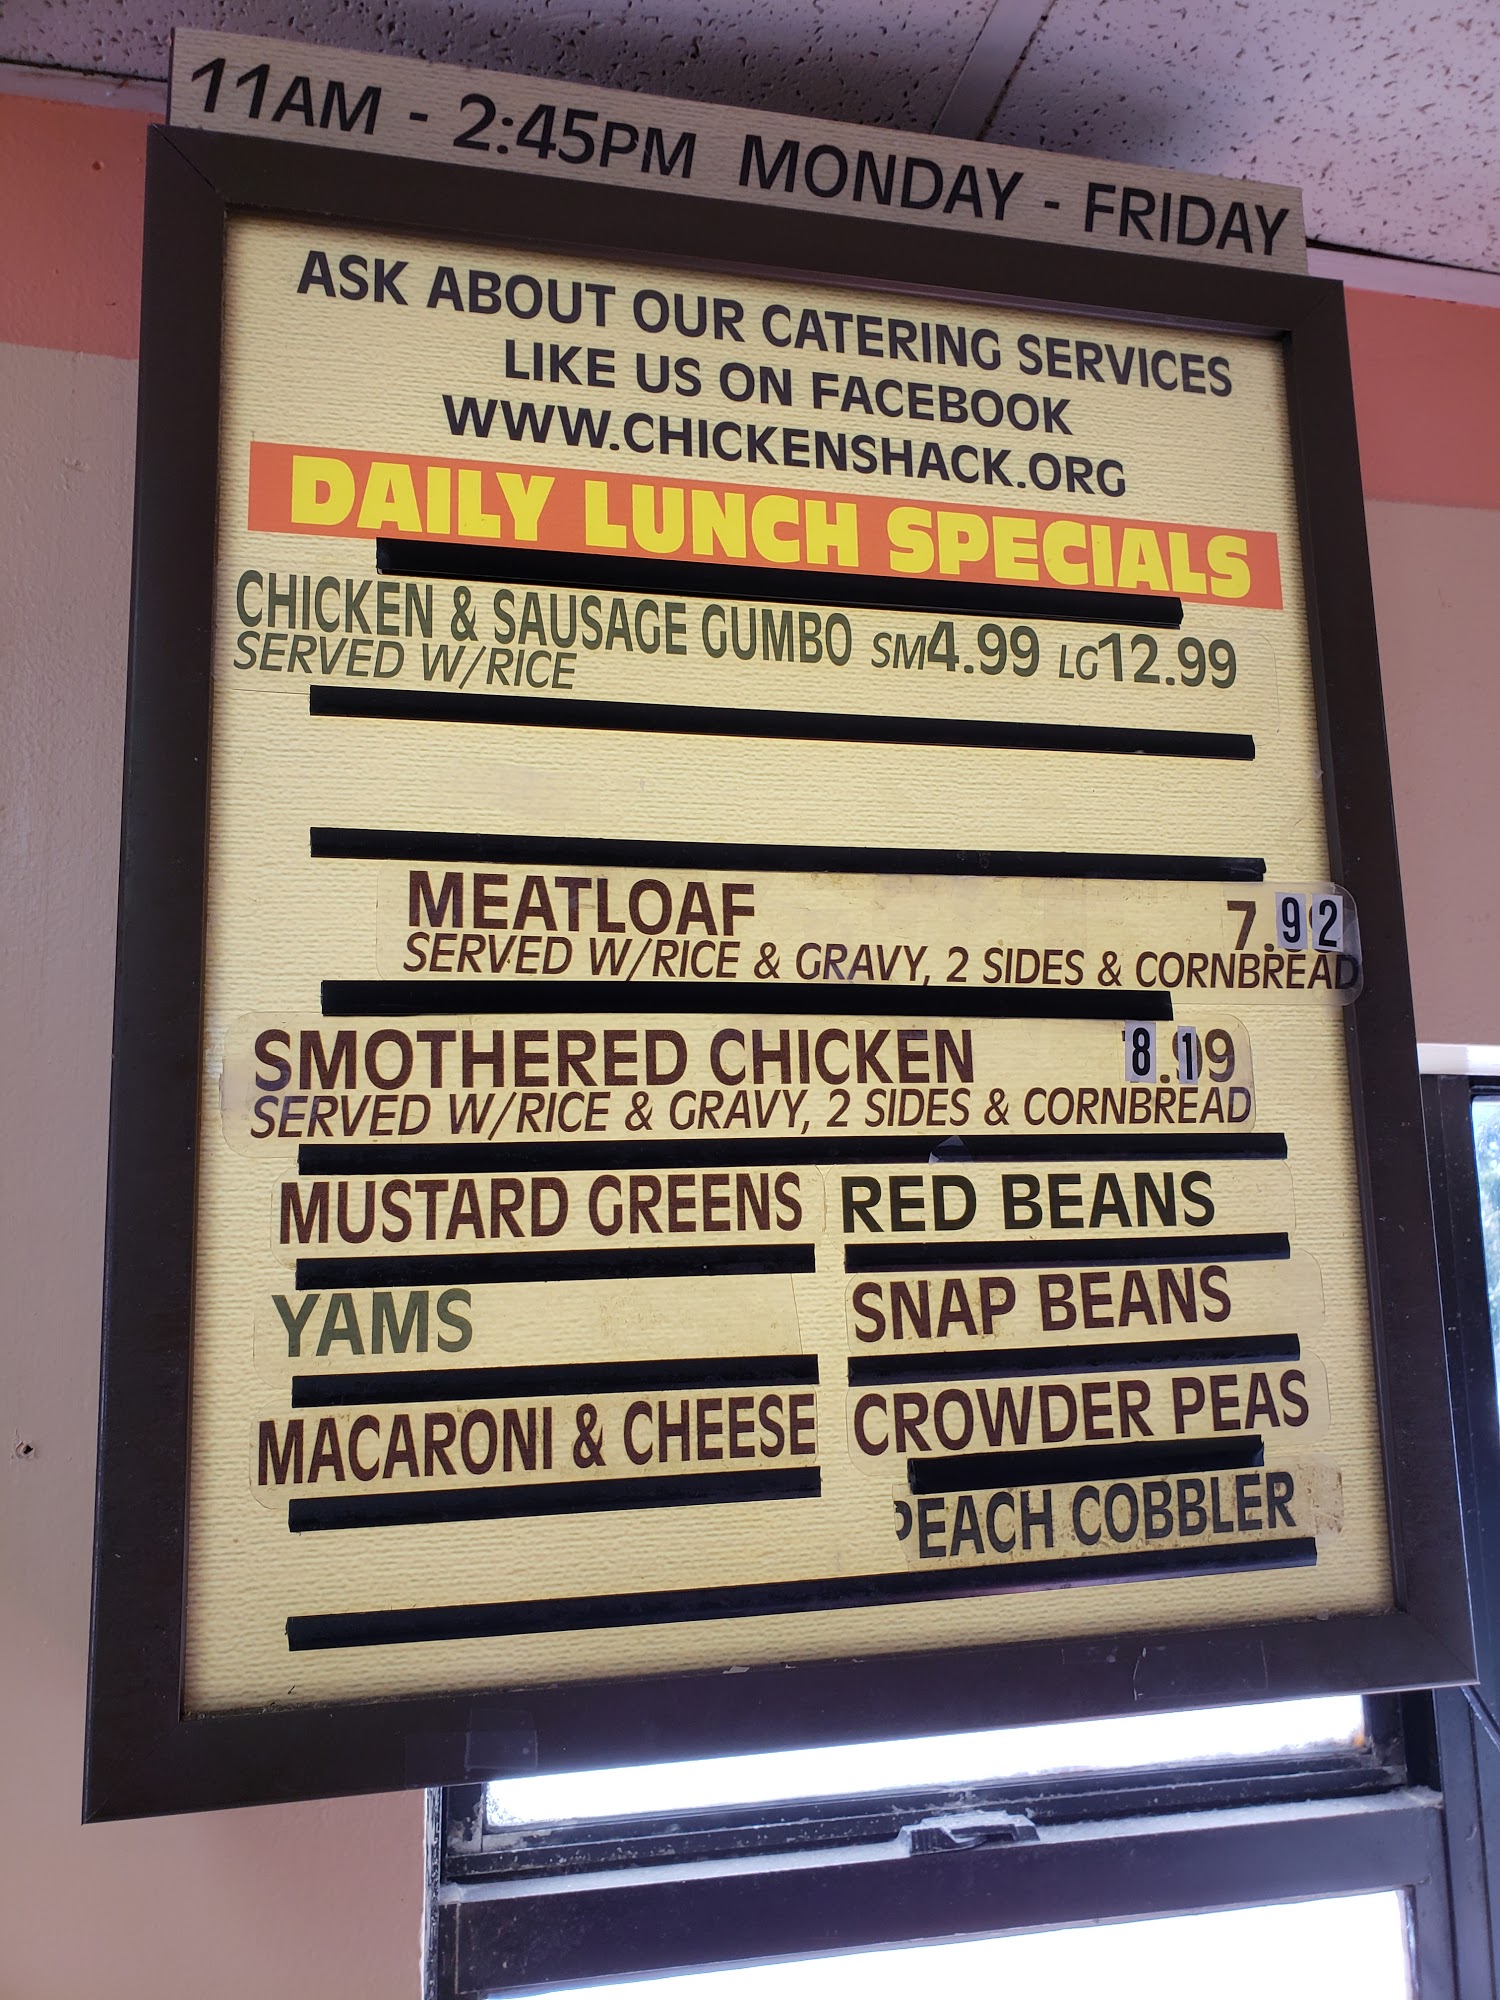 11AM - 2:45PM MONDAY - FRIDAY
ASK ABOUT OUR CATERING SERVICES
LIKE US ON FACEBOOK
WWW.CHICKENSHACK.ORG
DAILY LUNCH SPECIALS
CHICKEN & SAUSAGE GUMBO SM4.99 LG12.99
SERVED W/RICE
MEATLOAF 7.92
SERVED W/RICE & GRAVY, 2 SIDES & CORNBREAD
SMOTHERED CHICKEN 8.19
SERVED W/RICE & GRAVY, 2 SIDES & CORNBREAD
MUSTARD GREENS RED BEANS
YAMS SNAP BEANS
MACARONI & CHEESE CROWDER PEAS
PEACH COBBLER